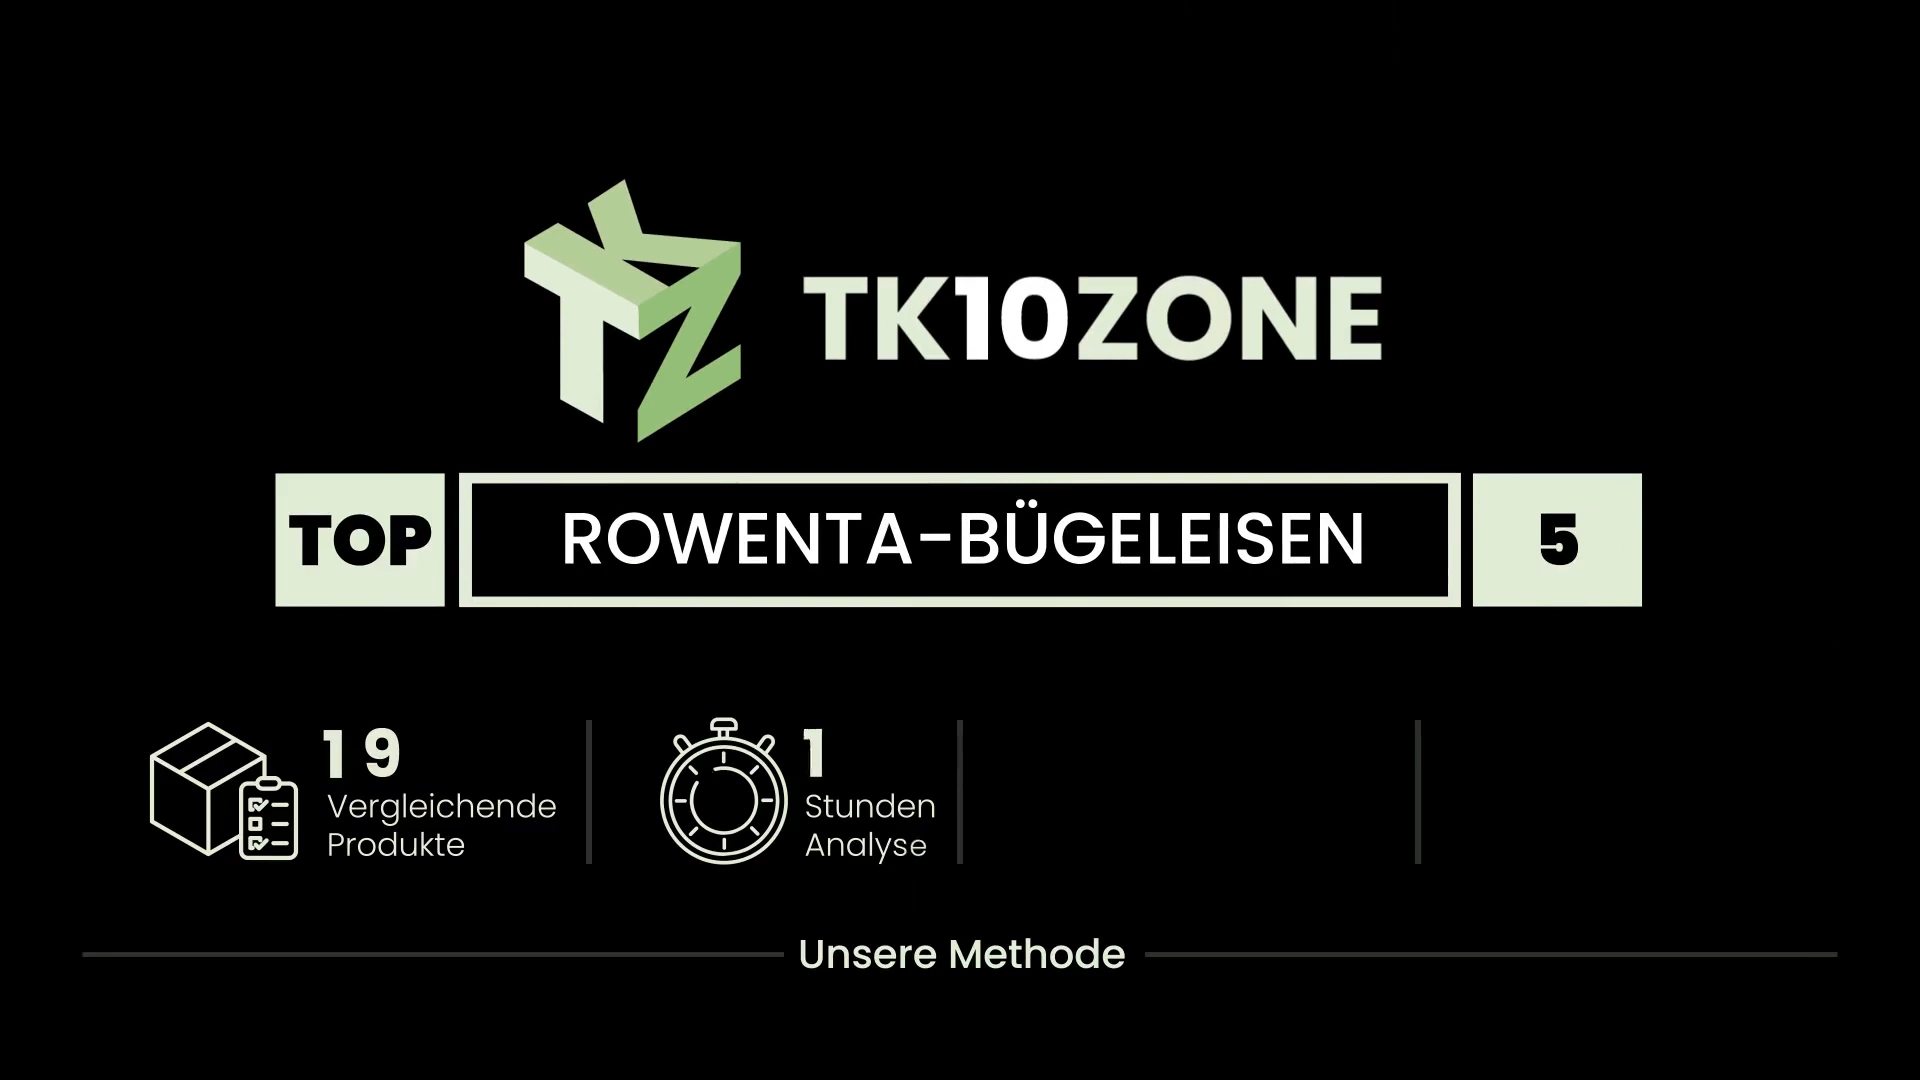 TK10ZONE
TOP
ROWENTA-BÜGELEISEN
5
19
Vergleichende
Produkte
1
Stunden
Analyse
Unsere Methode